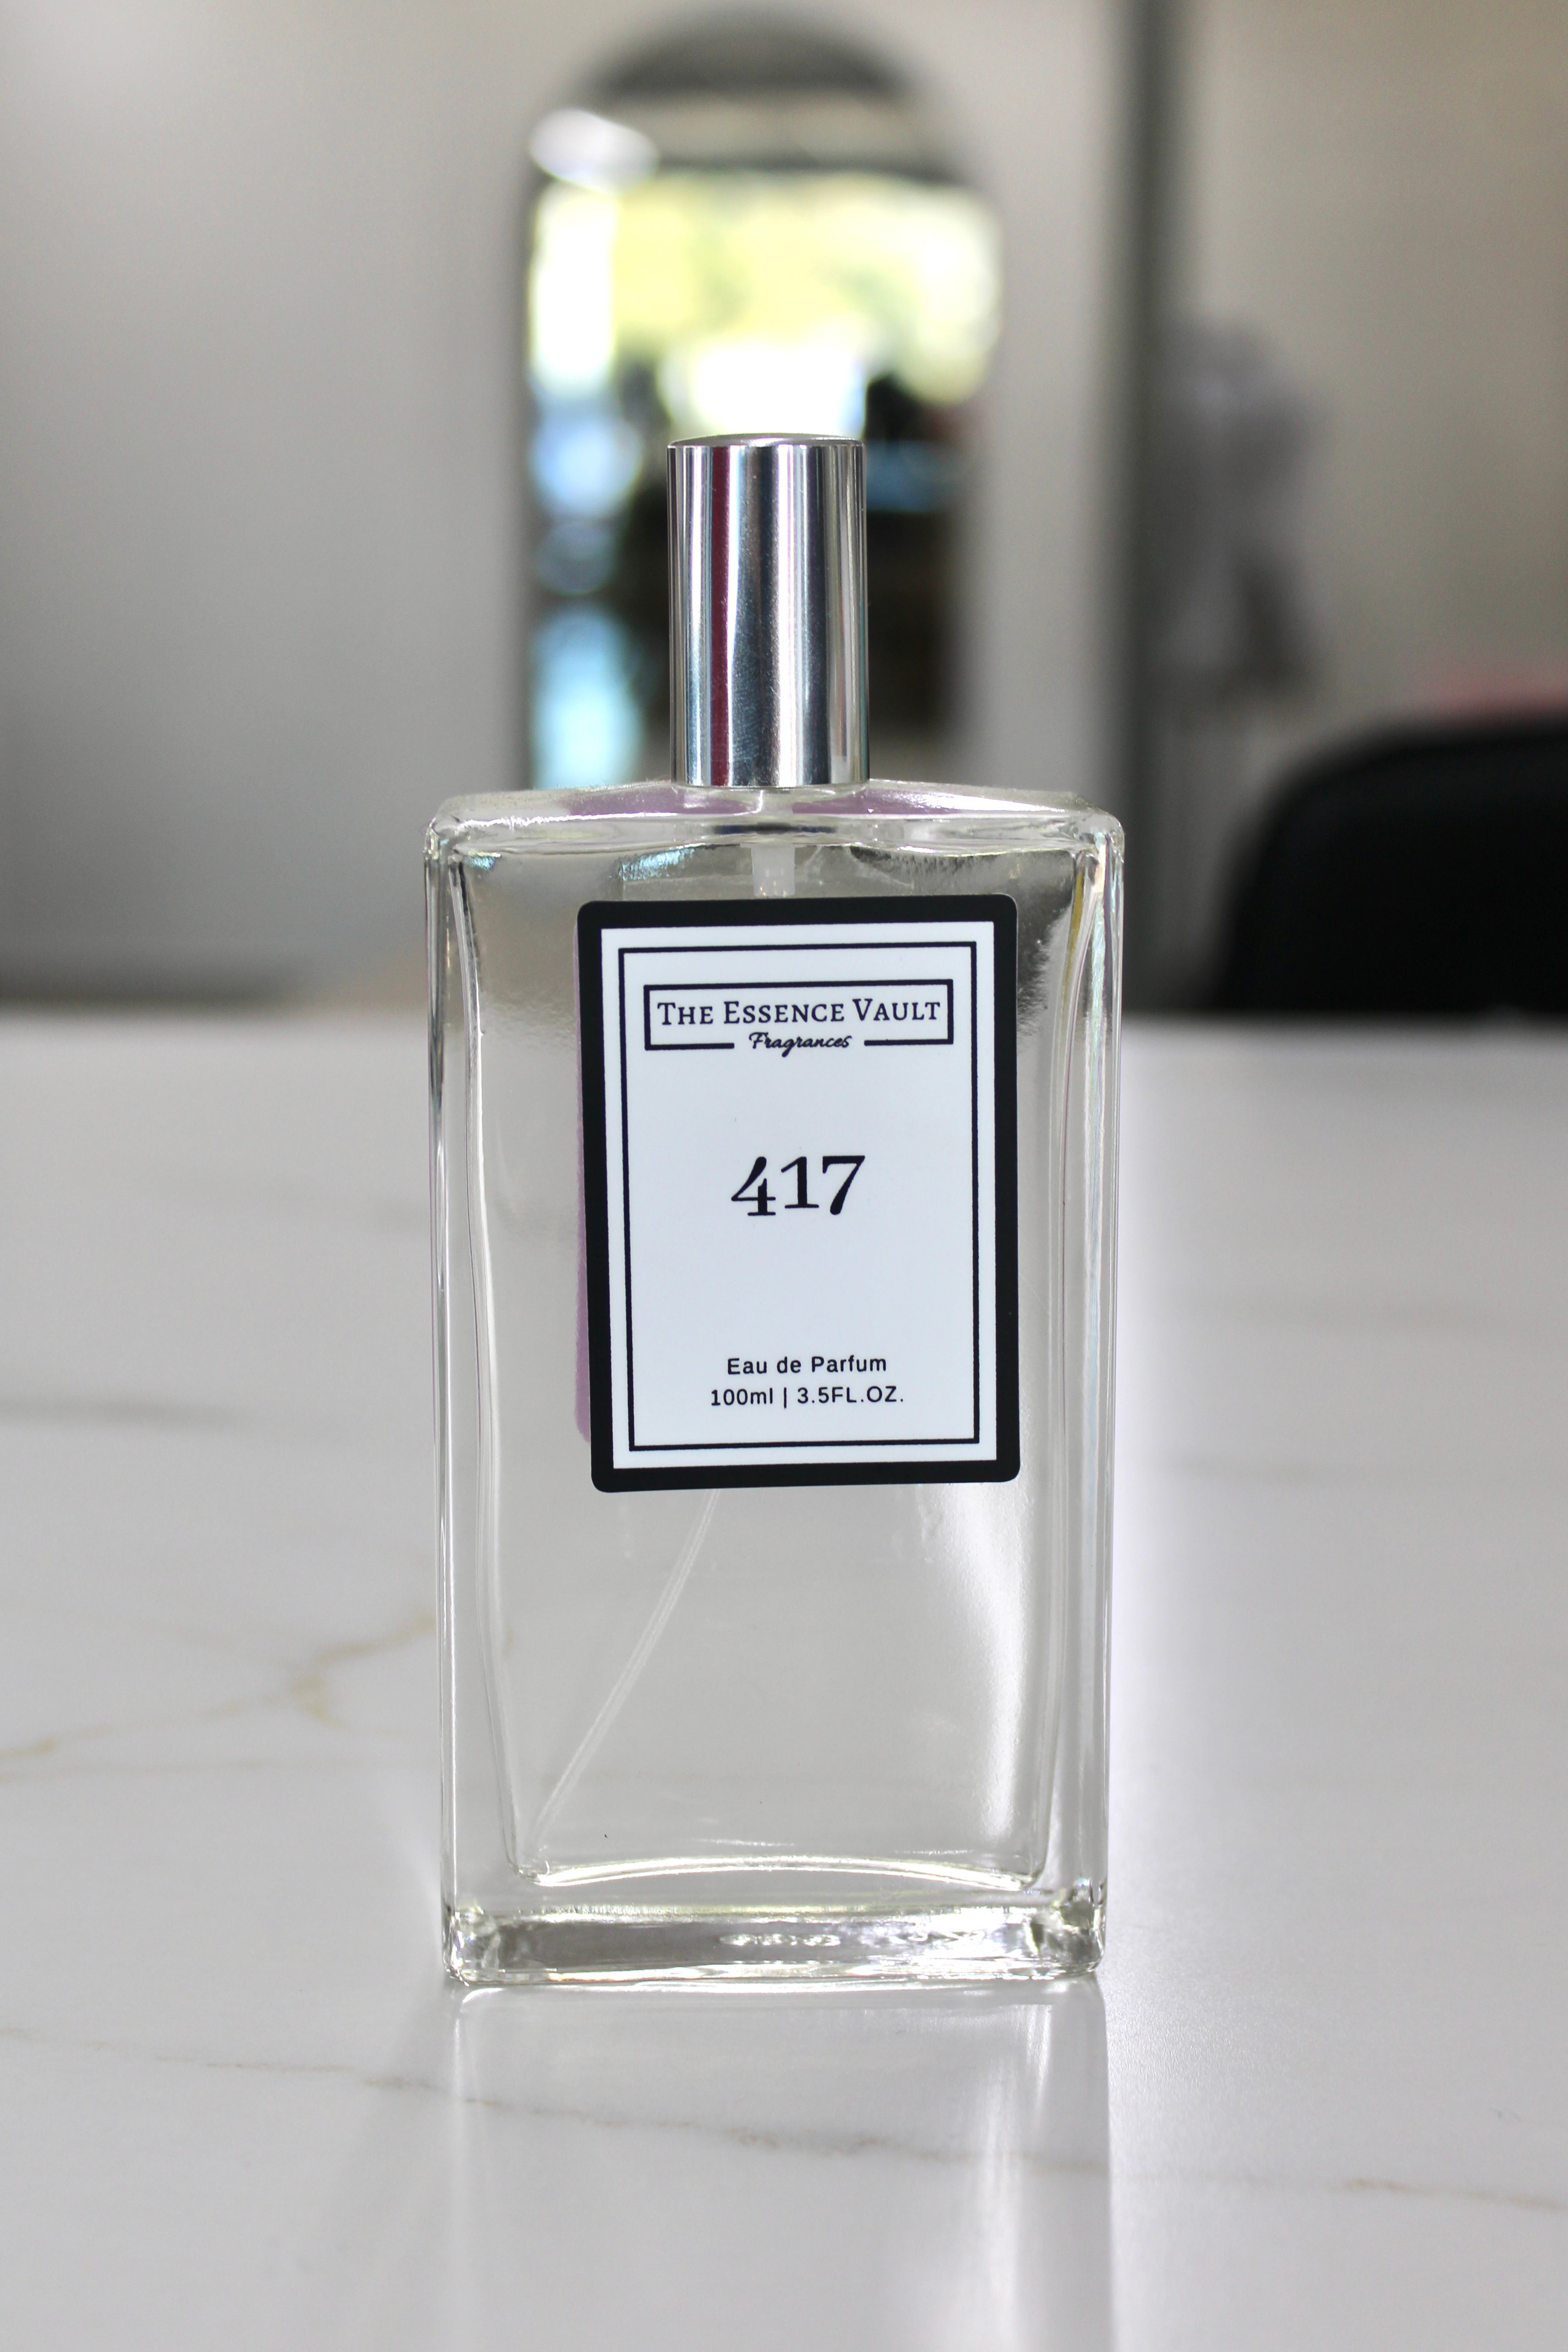 THE ESSENCE VAULT
Fragrances
417
Eau de Parfum
100ml | 3.5FL.OZ.